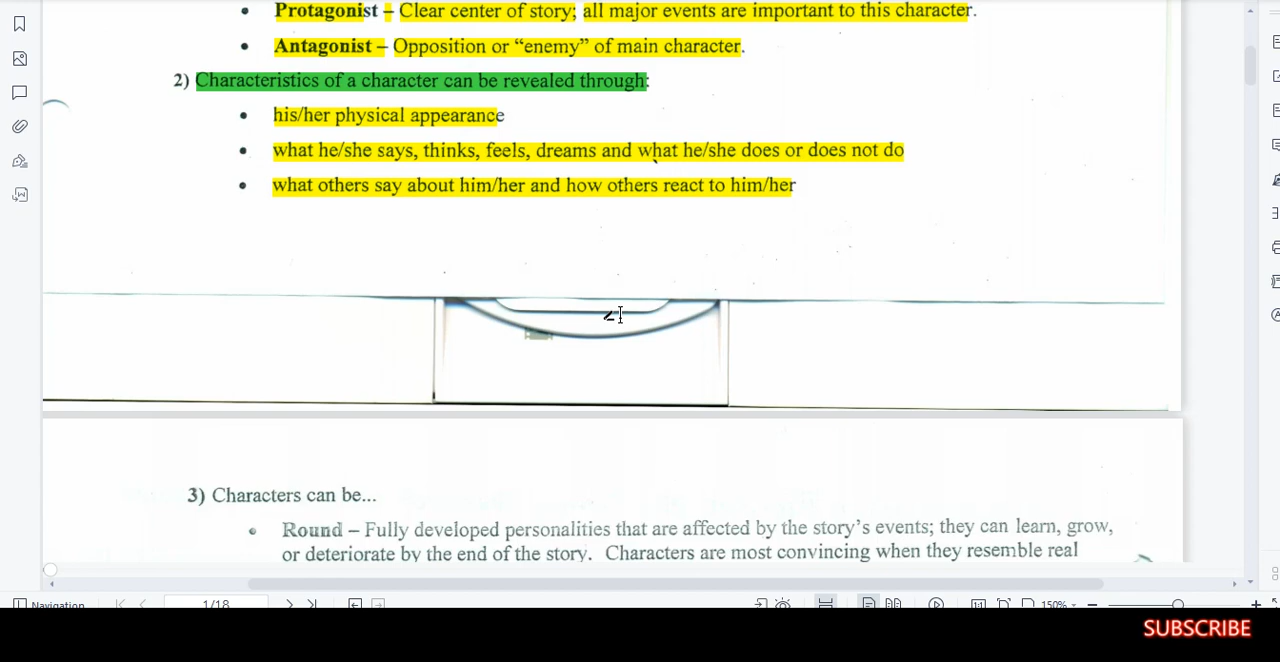 • Protagonist – Clear center of story; all major events are important to this character.
• Antagonist – Opposition or “enemy” of main character.
2) Characteristics of a character can be revealed through:
• his/her physical appearance
• what he/she says, thinks, feels, dreams and what he/she does or does not do
• what others say about him/her and how others react to him/her
3) Characters can be...
• Round – Fully developed personalities that are affected by the story’s events; they can learn, grow,
or deteriorate by the end of the story. Characters are most convincing when they resemble real
Navigation 1/18 150%
SUBSCRIBE